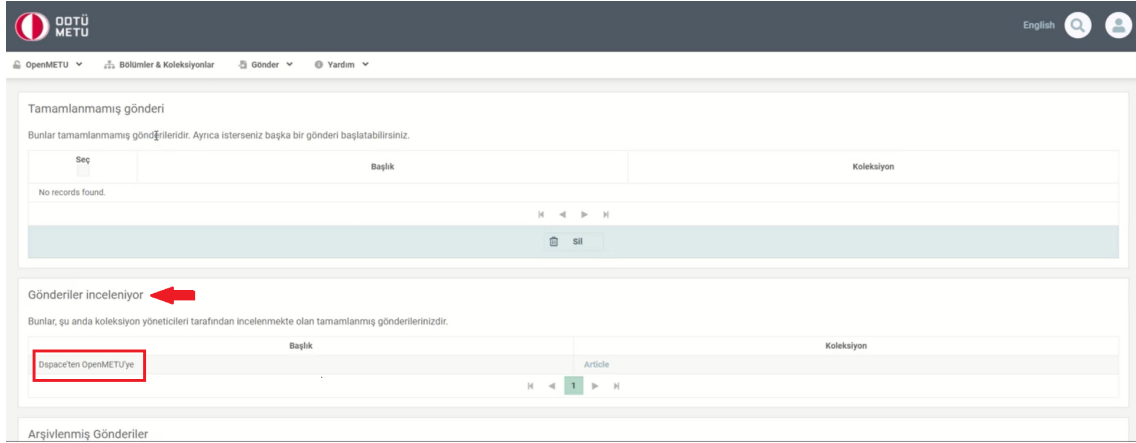 ODTÜ
METU
English
OpenMETU
Bölümler & Koleksiyonlar
Gönder
Yardım
Tamamlanmamış gönderi
Bunlar tamamlanmamış gönderileridir. Ayrıca isterseniz başka bir gönderi başlatabilirsiniz.
Seç
Başlık
Koleksiyon
No records found.
Sil
Gönderiler inceleniyor
Bunlar, şu anda koleksiyon yöneticileri tarafından incelenmekte olan tamamlanmış gönderilerinizdir.
Başlık
Koleksiyon
Dspace'ten OpenMETU'ye
Article
1
Arşivlenmiş Gönderiler